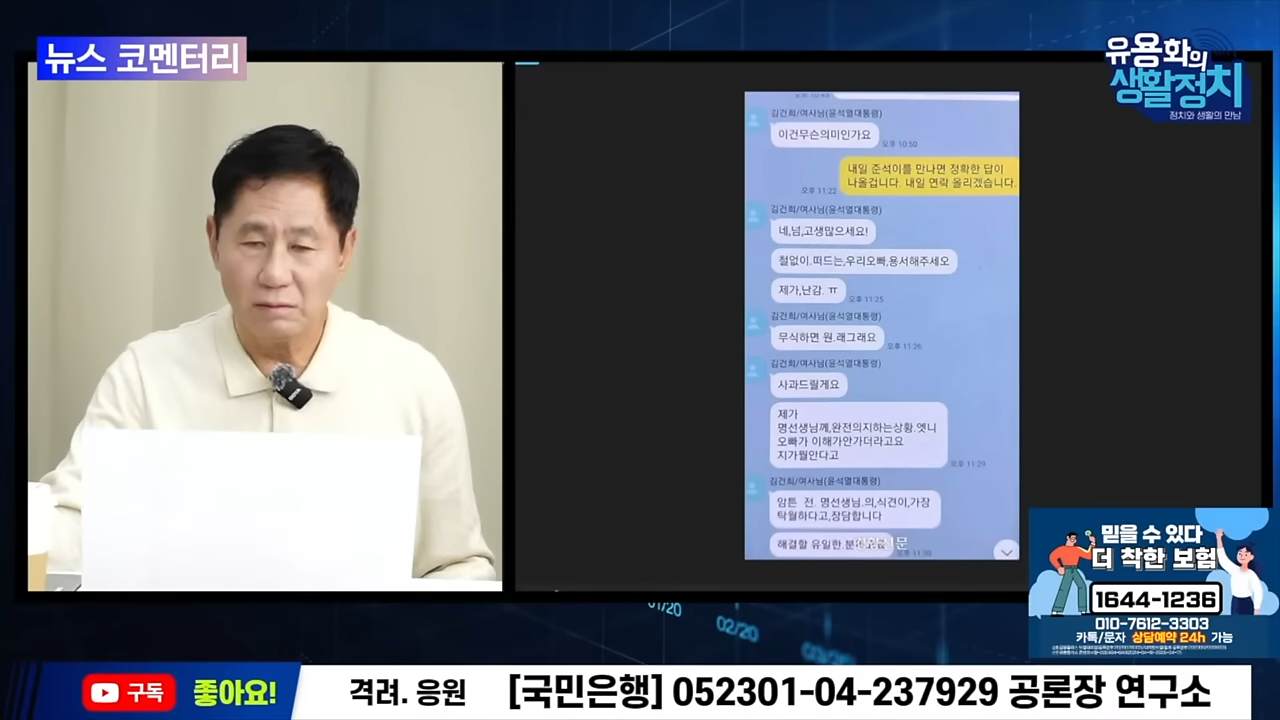 뉴스 코멘터리
유용화의
생활정치
정치와 생활의 만남
김건희/여사님(윤석열대통령)
이건무슨의미인가요
오후 10:50
내일 준석이를 만나면 정확한 답이
나올겁니다. 내일 연락 올리겠습니다.
오후 11:22
김건희/여사님(윤석열대통령)
네,넘,고생많으세요!
철없이.떠드는,우리오빠,용서해주세오
제가,난감. ㅠ
오후 11:25
김건희/여사님(윤석열대통령)
무식하면 원.래그래요
오후 11:26
김건희/여사님(윤석열대통령)
사과드릴게요
제가
명선생님께,완전의지하는상황.엣니
오빠가 이해가안가더라고요
지가뭘안다고
오후 11:29
김건희/여사님(윤석열대통령)
암튼 전. 명선생님.의,식견이,가장
탁월하다고,장담합니다
해결할 유일한.분이
오후 11:30
01/20
02/20
믿을 수 있다
더 착한 보험
1644-1236
010-7612-3303
카톡/문자 상담예약 24h 가능
구독 좋아요! 격려. 응원 [국민은행] 052301-04-237929 공론장 연구소